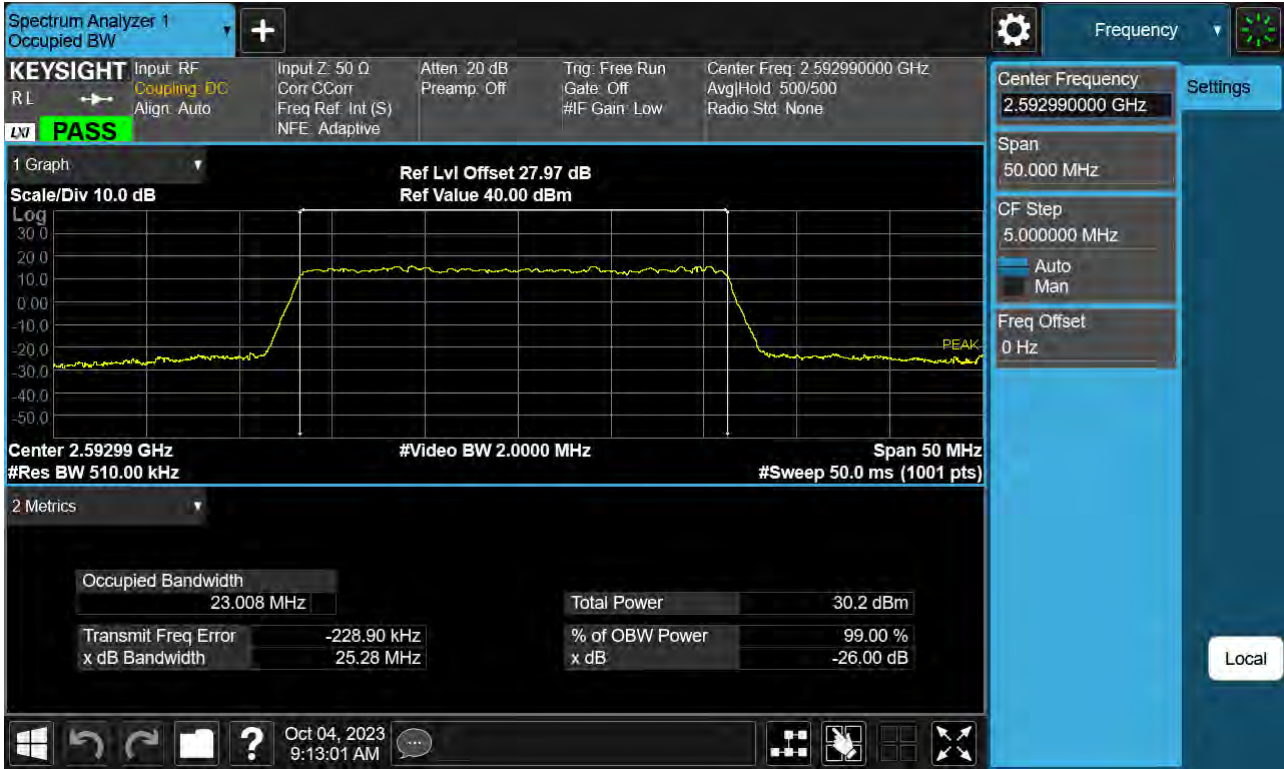 Spectrum Analyzer 1
Occupied BW
Frequency
KEYSIGHT
R L
LXI
PASS
Input: RF
Coupling: DC
Align: Auto
Input Z: 50 Ω
Corr CCorr
Freq Ref: Int (S)
NFE: Adaptive
Atten: 20 dB
Preamp: Off
Trig: Free Run
Gate: Off
#IF Gain: Low
Center Freq: 2.592990000 GHz
Avg|Hold: 500/500
Radio Std: None
1 Graph
Scale/Div 10.0 dB
Ref Lvl Offset 27.97 dB
Ref Value 40.00 dBm
Log
30.0
20.0
10.0
0.00
-10.0
-20.0
-30.0
-40.0
-50.0
PEAK
Center 2.59299 GHz
#Video BW 2.0000 MHz
Span 50 MHz
#Res BW 510.00 kHz
#Sweep 50.0 ms (1001 pts)
2 Metrics
Occupied Bandwidth
23.008 MHz
Total Power 30.2 dBm
Transmit Freq Error -228.90 kHz
% of OBW Power 99.00 %
x dB Bandwidth 25.28 MHz
x dB -26.00 dB
Oct 04, 2023
9:13:01 AM
?
Center Frequency
2.592990000 GHz
Settings
Span
50.000 MHz
CF Step
5.000000 MHz
Auto
Man
Freq Offset
0 Hz
Local